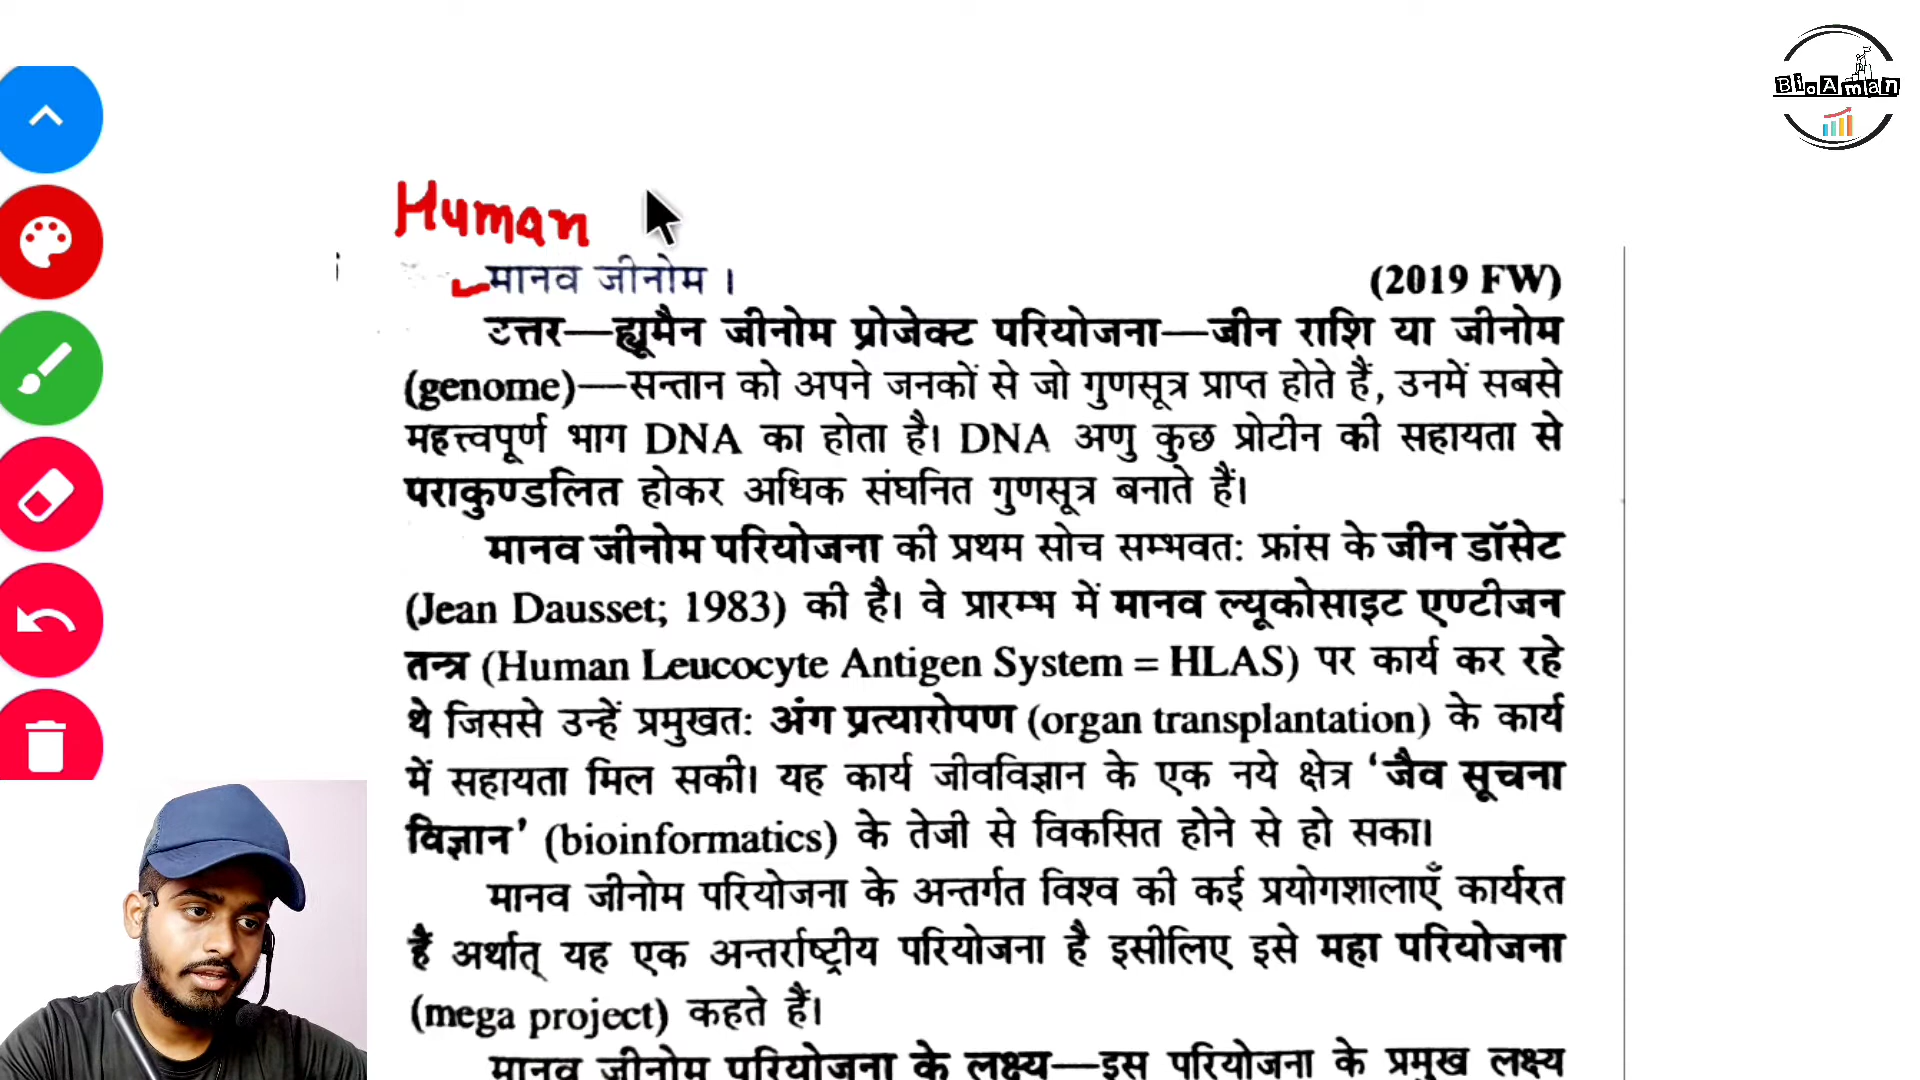 BioAman
Human
मानव जीनोम ।
(2019 FW)
उत्तर—ह्यूमैन जीनोम प्रोजेक्ट परियोजना—जीन राशि या जीनोम
(genome)—सन्तान को अपने जनकों से जो गुणसूत्र प्राप्त होते हैं, उनमें सबसे
महत्त्वपूर्ण भाग DNA का होता है। DNA अणु कुछ प्रोटीन की सहायता से
पराकुण्डलित होकर अधिक संघनित गुणसूत्र बनाते हैं।
मानव जीनोम परियोजना की प्रथम सोच सम्भवत: फ्रांस के जीन डॉसेट
(Jean Dausset; 1983) की है। वे प्रारम्भ में मानव ल्यूकोसाइट एण्टीजन
तन्त्र (Human Leucocyte Antigen System = HLAS) पर कार्य कर रहे
थे जिससे उन्हें प्रमुखत: अंग प्रत्यारोपण (organ transplantation) के कार्य
में सहायता मिल सकी। यह कार्य जीवविज्ञान के एक नये क्षेत्र ‘जैव सूचना
विज्ञान’ (bioinformatics) के तेजी से विकसित होने से हो सका।
मानव जीनोम परियोजना के अन्तर्गत विश्व की कई प्रयोगशालाएँ कार्यरत
हैं अर्थात् यह एक अन्तर्राष्ट्रीय परियोजना है इसीलिए इसे महा परियोजना
(mega project) कहते हैं।
मानव जीनोम परियोजना के लक्ष्य—इस परियोजना के प्रमुख लक्ष्य